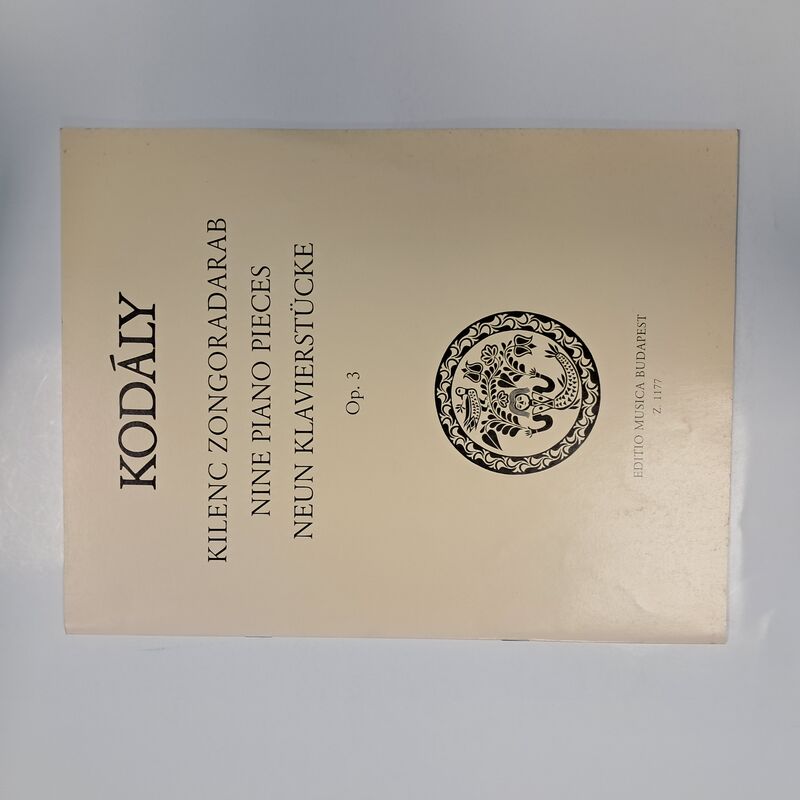 KODÁLY
KILENC ZONGORADARAB
NINE PIANO PIECES
NEUN KLAVIERSTÜCKE
Op. 3
EDITIO MUSICA BUDAPEST
Z. 1177